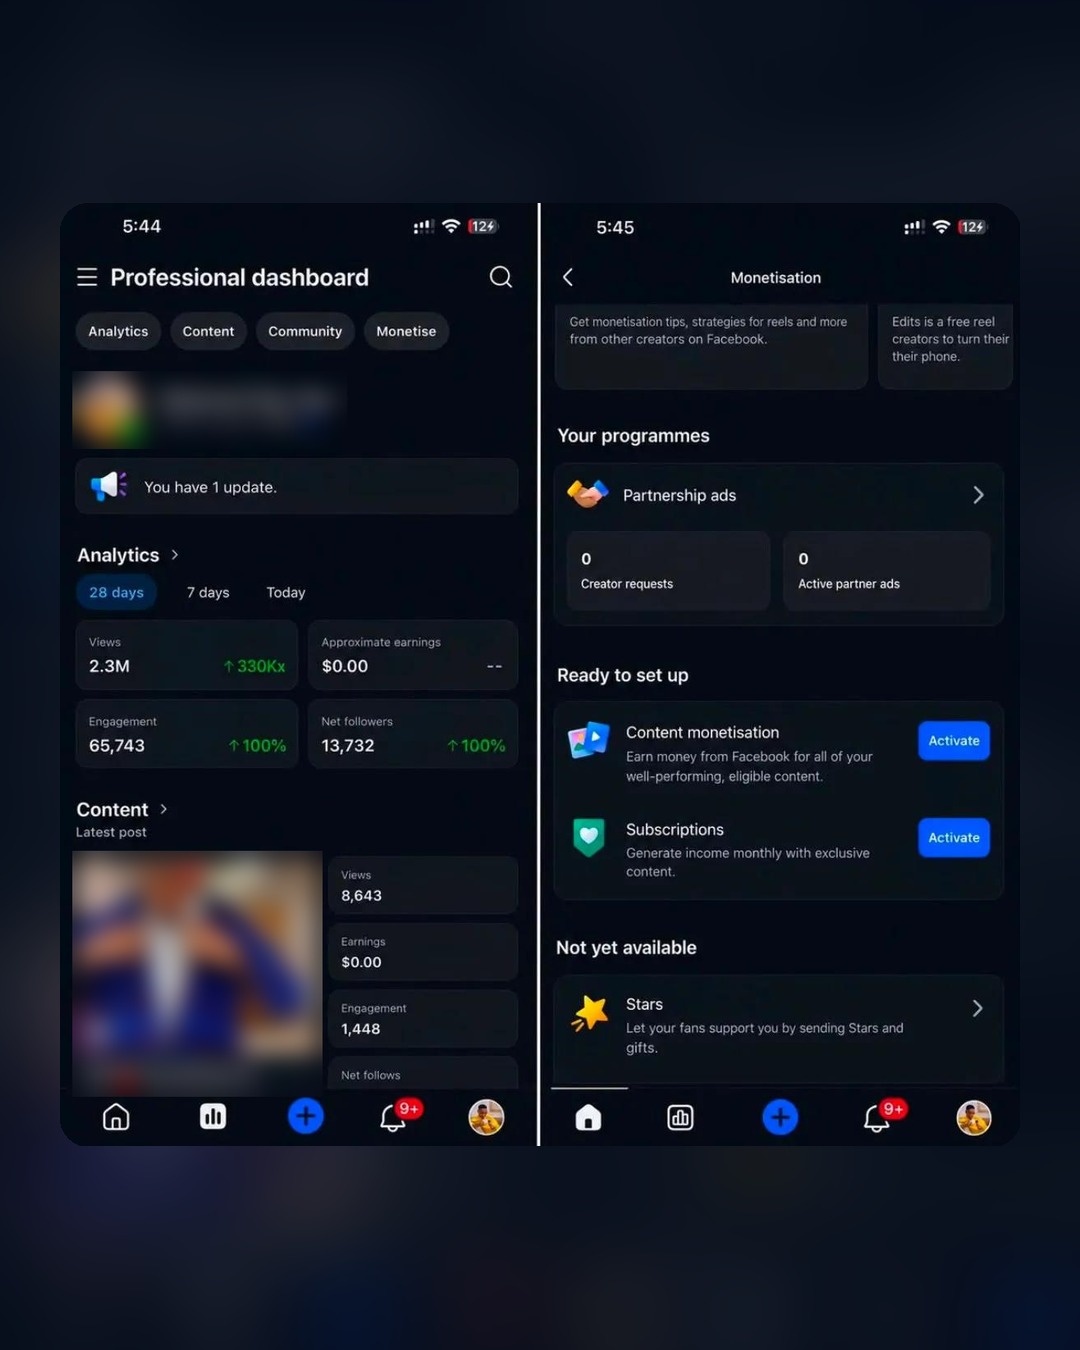 5:44
12
Professional dashboard
Analytics
Content
Community
Monetise
You have 1 update.
Analytics
28 days
7 days
Today
Views
2.3M
↑330Kx
Approximate earnings
$0.00
--
Engagement
65,743
↑100%
Net followers
13,732
↑100%
Content
Latest post
Views
8,643
Earnings
$0.00
Engagement
1,448
Net follows
9+
5:45
12
Monetisation
Get monetisation tips, strategies for reels and more
from other creators on Facebook.
Edits is a free reel
creators to turn their
their phone.
Your programmes
Partnership ads
0
Creator requests
0
Active partner ads
Ready to set up
Content monetisation
Earn money from Facebook for all of your
well-performing, eligible content.
Activate
Subscriptions
Generate income monthly with exclusive
content.
Activate
Not yet available
Stars
Let your fans support you by sending Stars and
gifts.
9+